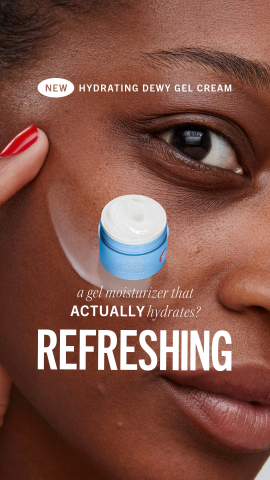 NEW HYDRATING DEWY GEL CREAM
a gel moisturizer that
ACTUALLY hydrates?
REFRESHING